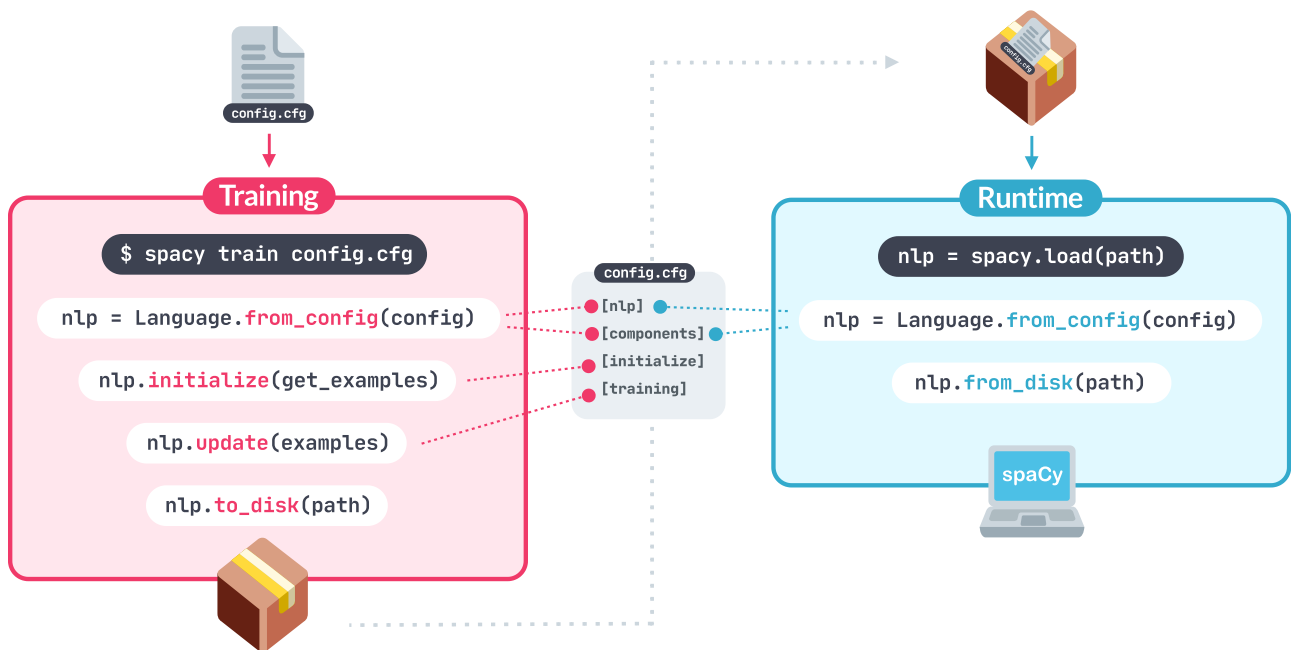 config.cfg
Training
$ spacy train config.cfg
nlp = Language.from_config(config)
nlp.initialize(get_examples)
nlp.update(examples)
nlp.to_disk(path)
config.cfg
[nlp]
[components]
[initialize]
[training]
config.cfg
Runtime
nlp = spacy.load(path)
nlp = Language.from_config(config)
nlp.from_disk(path)
spaCy